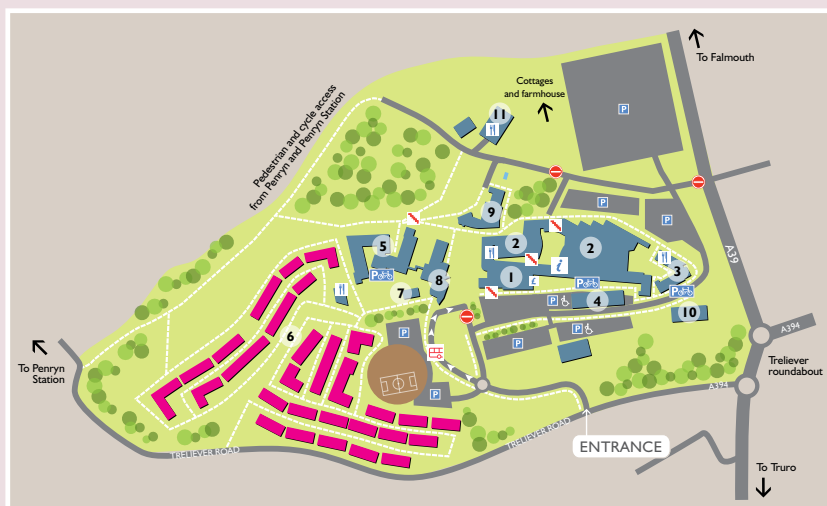 To Falmouth
Cottages
and farmhouse
P
11
Pedestrian and cycle access
from Penryn and Penryn Station
9
P
P
5
2
2
i
A39
P
7
8
1
i
3
P
P
P
4
10
6
P
P
P
A394
To Penryn
Station
Treliever
roundabout
P
A394
TRELIEVER ROAD
TRELIEVER ROAD
ENTRANCE
To Truro